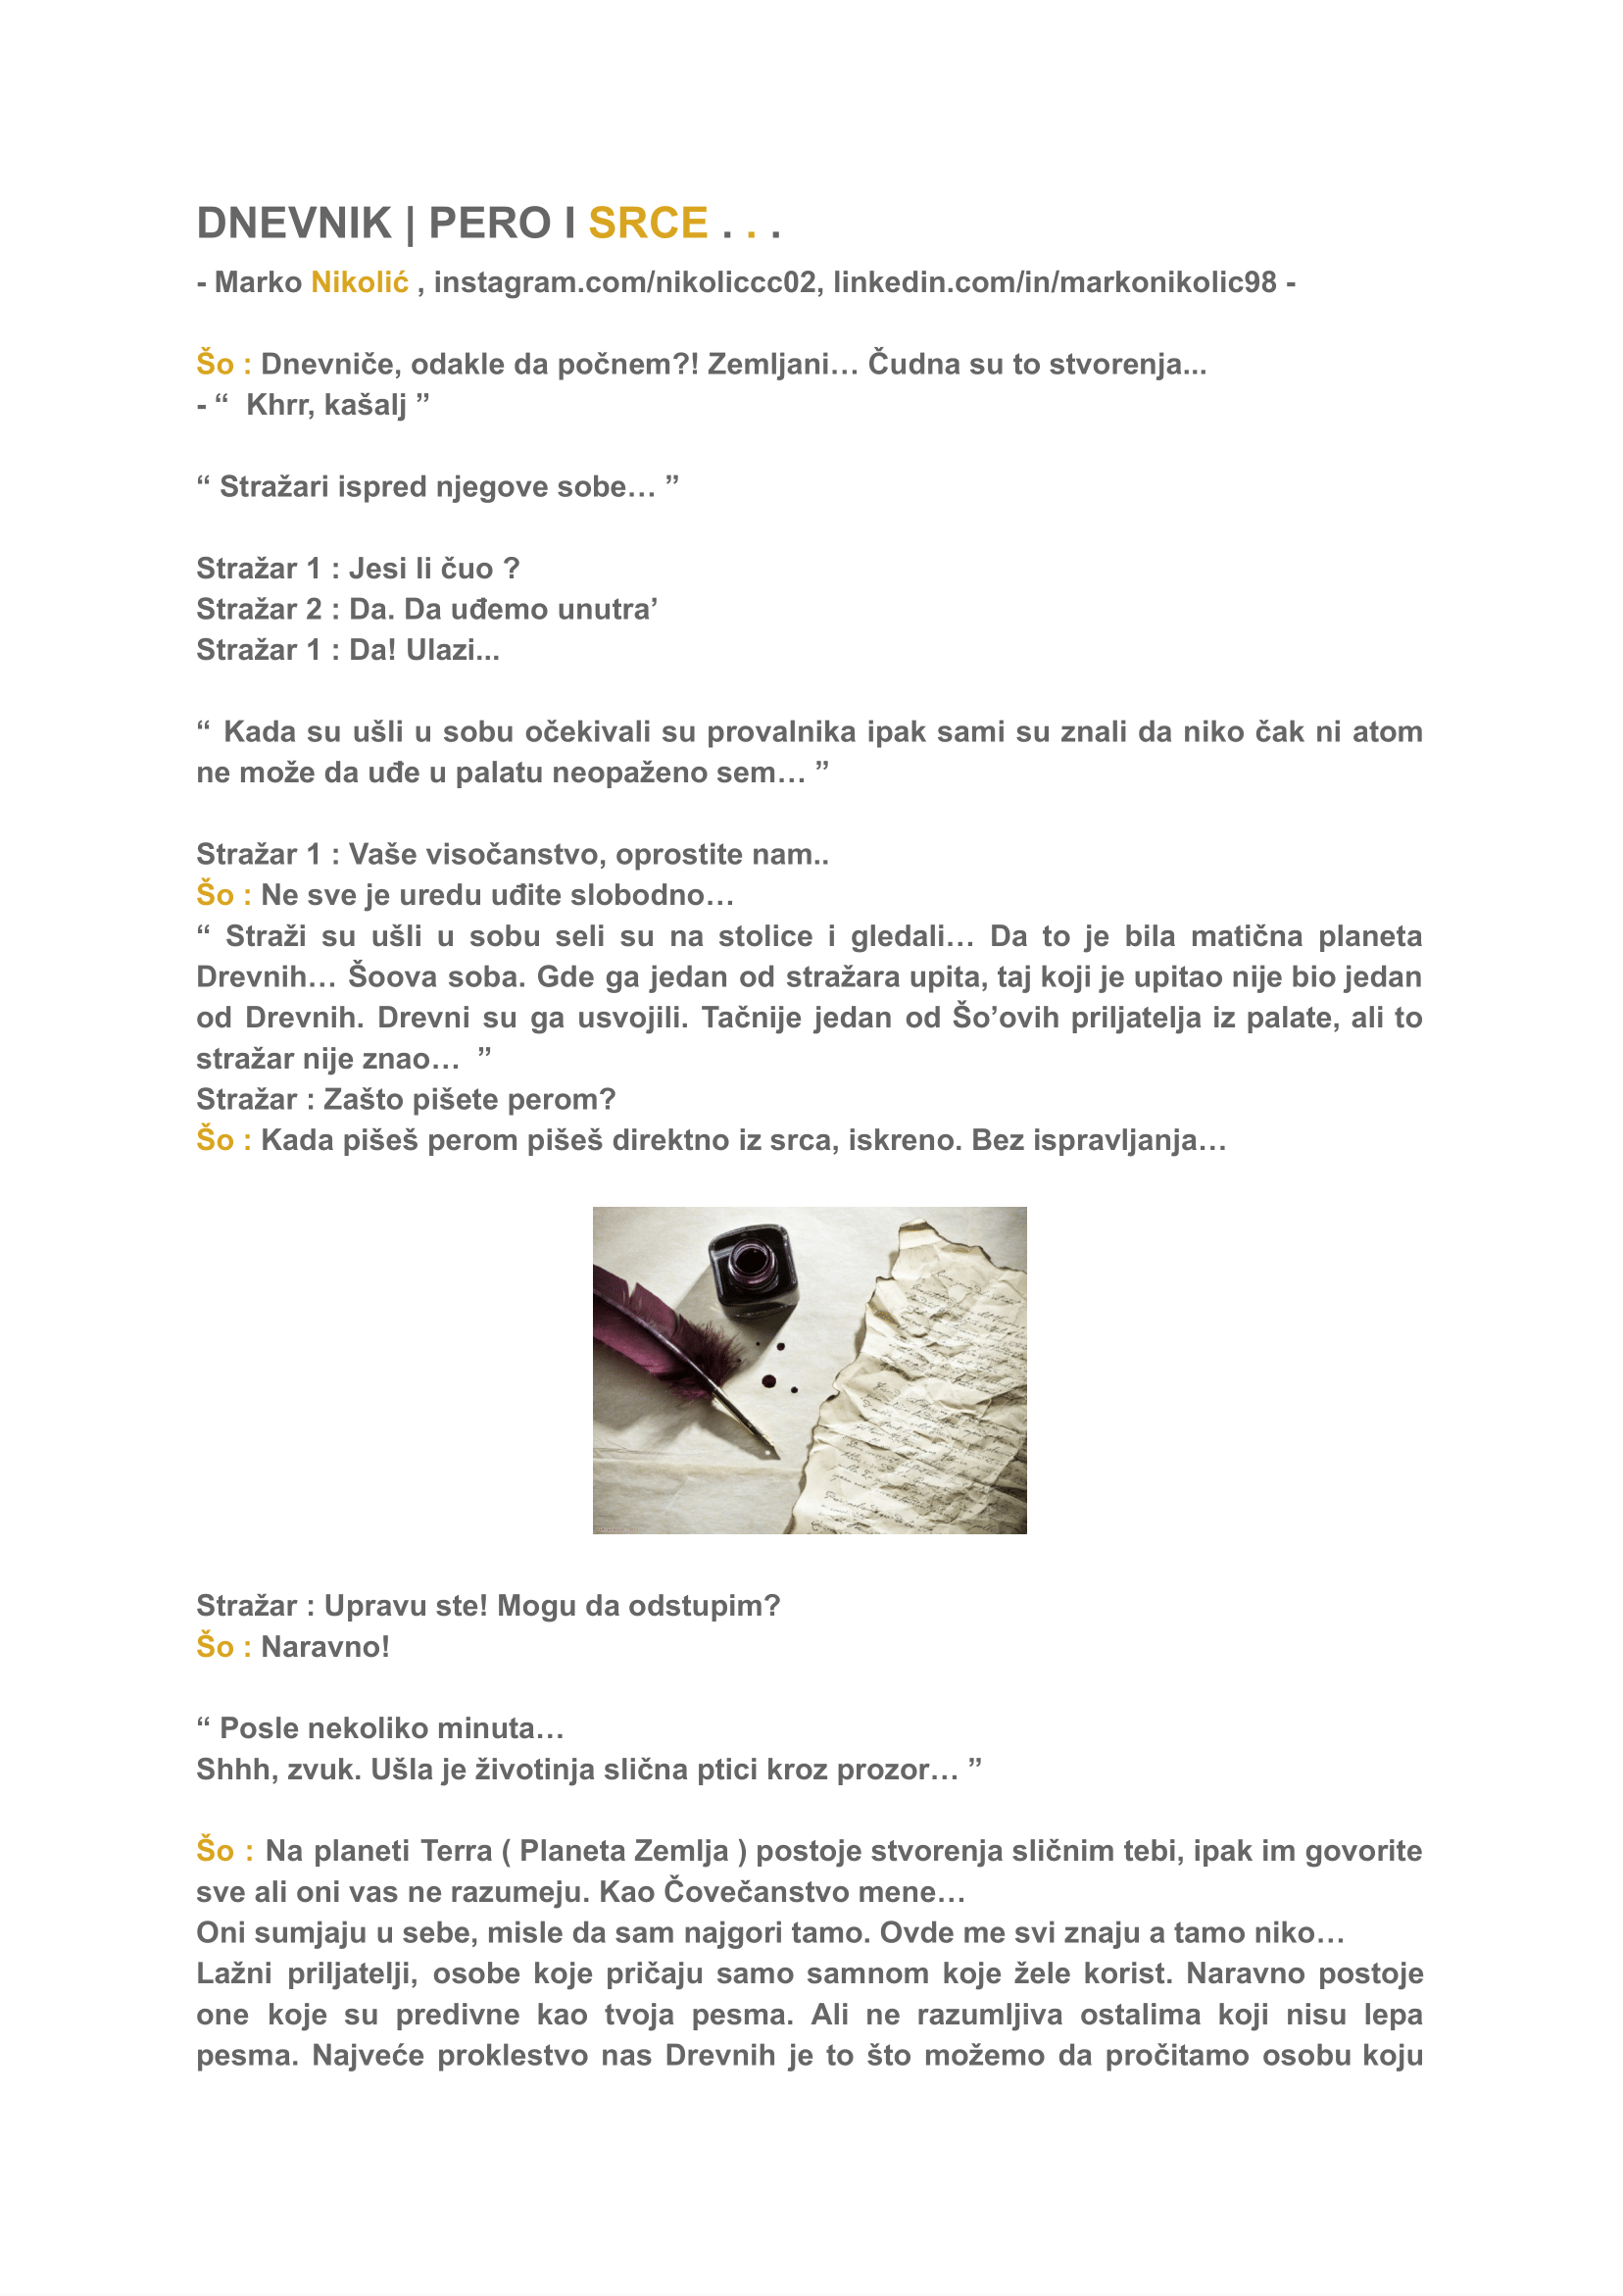 DNEVNIK | PERO I SRCE . . .
- Marko Nikolić , instagram.com/nikoliccc02, linkedin.com/in/markonikolic98 -
Šo : Dnevniče, odakle da počnem?! Zemljani… Čudna su to stvorenja...
- “ Khrr, kašalj ”
“ Stražari ispred njegove sobe… ”
Stražar 1 : Jesi li čuo ?
Stražar 2 : Da. Da uđemo unutra’
Stražar 1 : Da! Ulazi...
“ Kada su ušli u sobu očekivali su provalnika ipak sami su znali da niko čak ni atom
ne može da uđe u palatu neopaženo sem… ”
Stražar 1 : Vaše visočanstvo, oprostite nam..
Šo : Ne sve je uredu uđite slobodno…
“ Straži su ušli u sobu seli su na stolice i gledali… Da to je bila matična planeta
Drevnih… Šoova soba. Gde ga jedan od stražara upita, taj koji je upitao nije bio jedan
od Drevnih. Drevni su ga usvojili. Tačnije jedan od Šo’ovih priljatelja iz palate, ali to
stražar nije znao… ”
Stražar : Zašto pišete perom?
Šo : Kada pišeš perom pišeš direktno iz srca, iskreno. Bez ispravljanja…
Stražar : Upravu ste! Mogu da odstupim?
Šo : Naravno!
“ Posle nekoliko minuta…
Shhh, zvuk. Ušla je životinja slična ptici kroz prozor… ”
Šo : Na planeti Terra ( Planeta Zemlja ) postoje stvorenja sličnim tebi, ipak im govorite
sve ali oni vas ne razumeju. Kao Čovečanstvo mene…
Oni sumjaju u sebe, misle da sam najgori tamo. Ovde me svi znaju a tamo niko…
Lažni priljatelji, osobe koje pričaju samo samnom koje žele korist. Naravno postoje
one koje su predivne kao tvoja pesma. Ali ne razumljiva ostalima koji nisu lepa
pesma. Najveće proklestvo nas Drevnih je to što možemo da pročitamo osobu koju